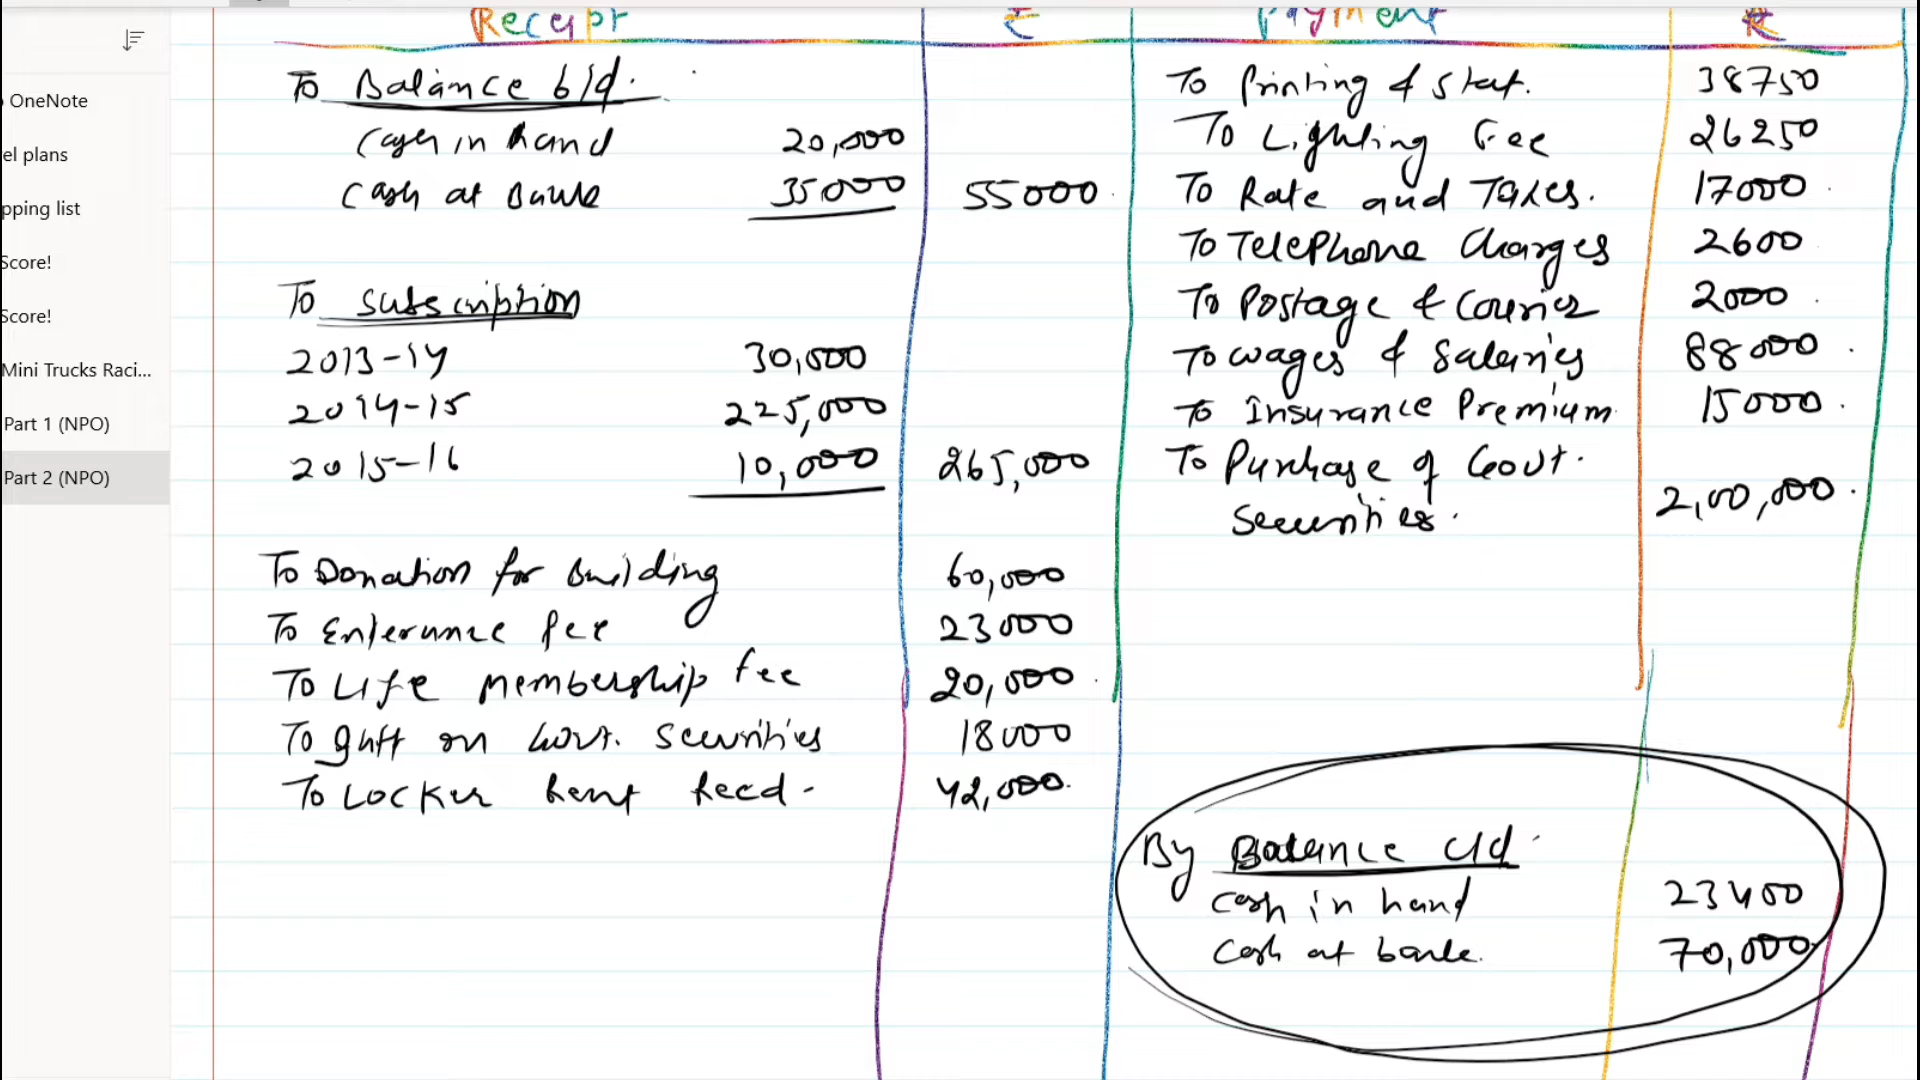 Receipt ₹ Payment ₹
OneNote
el plans
pping list
Score!
Score!
Mini Trucks Raci...
Part 1 (NPO)
Part 2 (NPO)
To Balance b/d.
Cash in hand 20,000
Cash at Bank 35000 55000
To Subscription
2013-14 30,000
2014-15 225,000
2015-16 10,000 265,000
To Donation for Building 60,000
To Enterance fee 23000
To Life membership fee 20,000
To on Govt. Securities 18000
To Locker Rent Recd. 42,000
To Printing & Stat. 38750
To Lighting Fee 26250
To Rate and Taxes. 17000
To Telephone Charges 2600
To Postage & Courier 2000
To wages & Salaries 88000
To Insurance Premium 15000
To Purchase of Govt.
Securities. 2,00,000
By Balance c/d
Cash in hand 23400
Cash at bank. 70,000